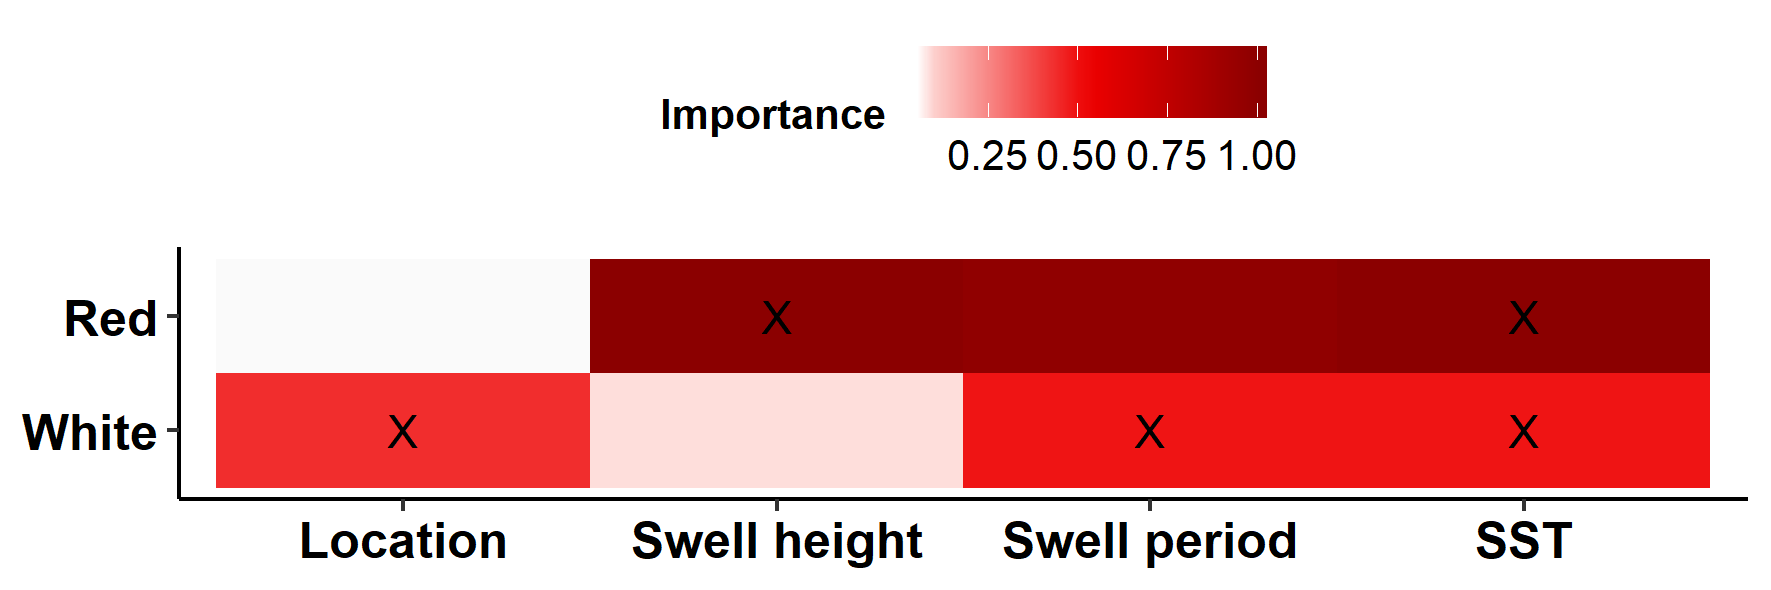 Importance
0.25 0.50 0.75 1.00
Red
X
X
White
X
X
X
Location Swell height Swell period SST